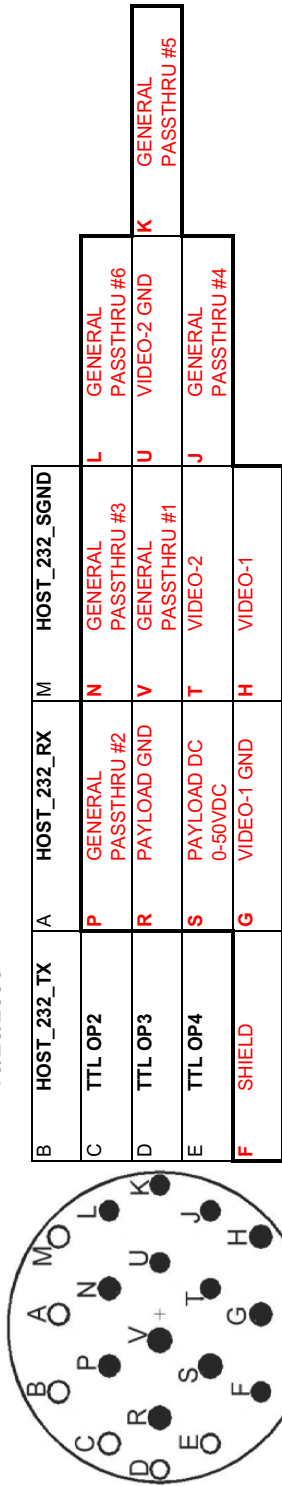 B HOST_232_TX A HOST_232_RX M HOST_232_SGND
C TTL OP2 P GENERAL PASSTHRU #2 N GENERAL PASSTHRU #3 L GENERAL PASSTHRU #6
D TTL OP3 R PAYLOAD GND V GENERAL PASSTHRU #1 U VIDEO-2 GND K GENERAL PASSTHRU #5
E TTL OP4 S PAYLOAD DC 0-50VDC T VIDEO-2 J GENERAL PASSTHRU #4
F SHIELD G VIDEO-1 GND H VIDEO-1
B A M
C P N L
D R V U K
E S T J
F G H